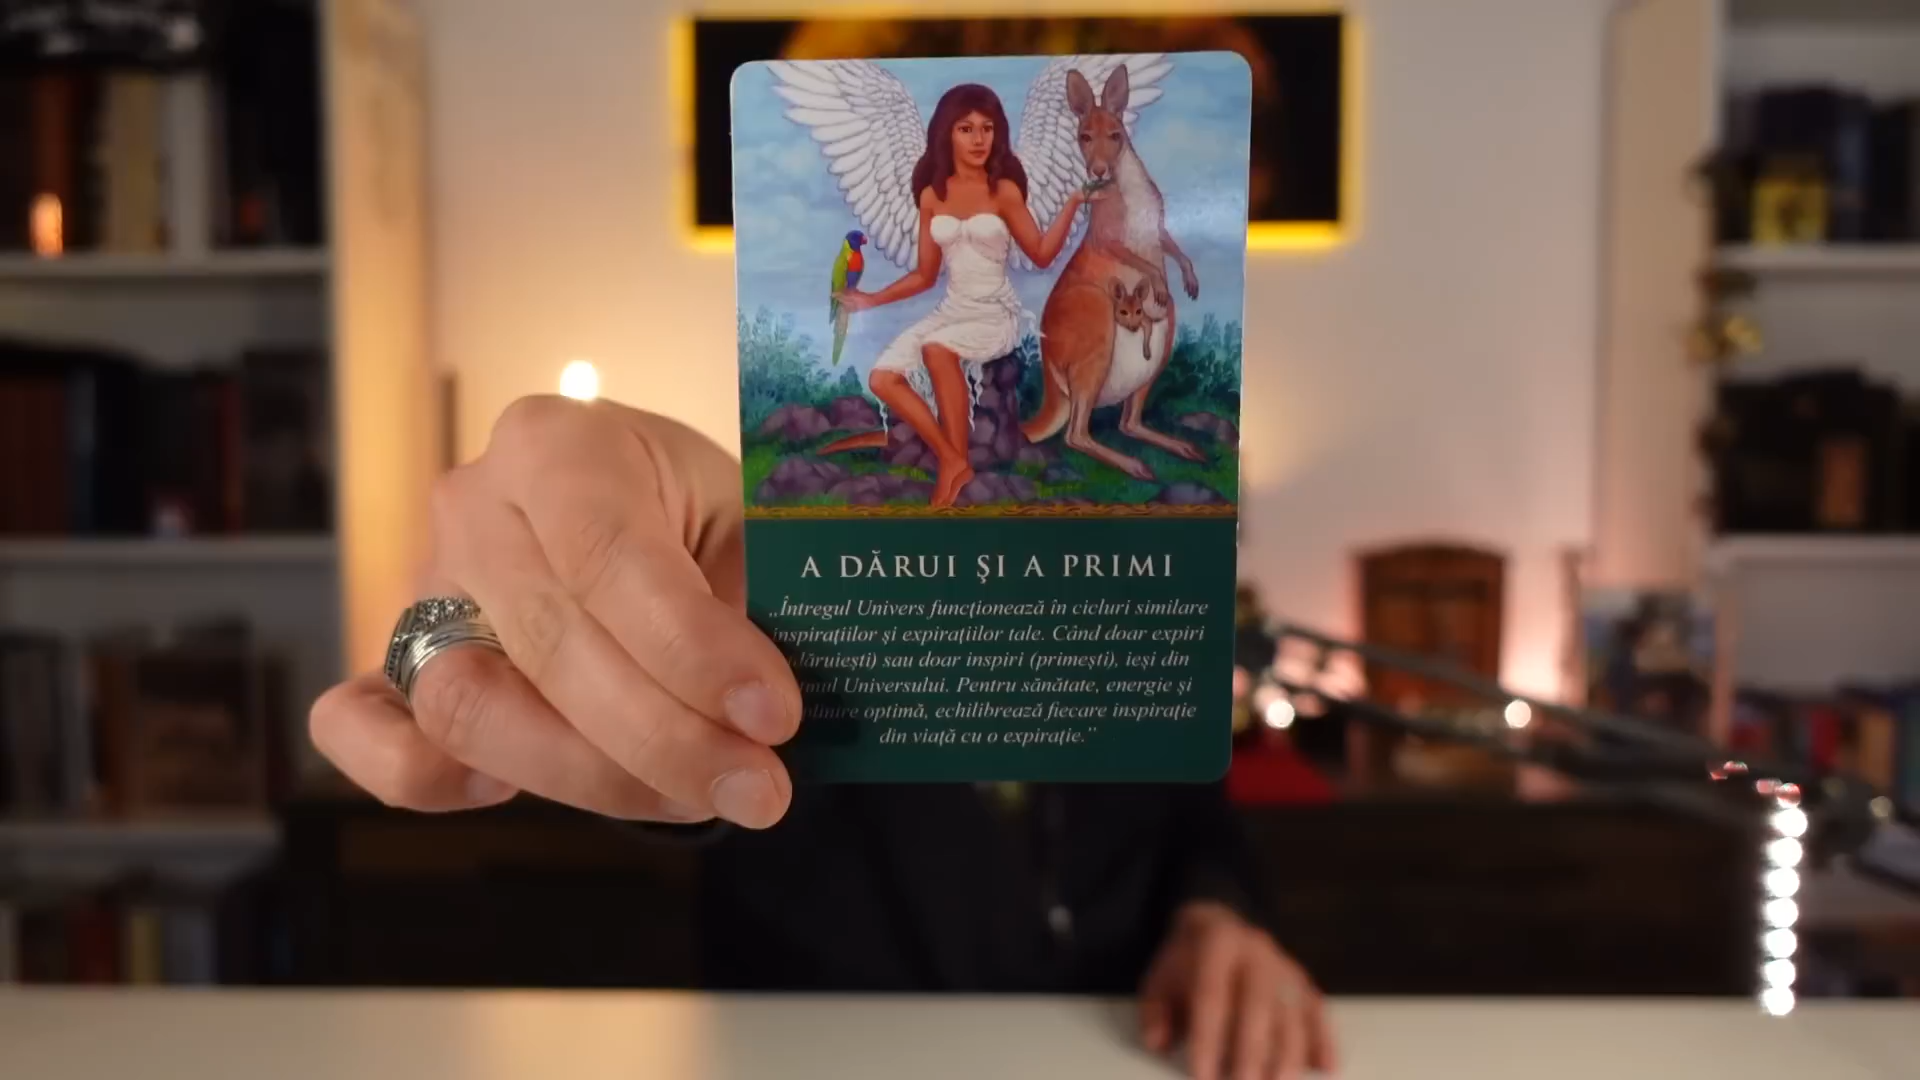 A DĂRUI ŞI A PRIMI
„Întregul Univers funcţionează în cicluri similare
inspiraţiilor şi expiraţiilor tale. Când doar expiri
(dăruieşti) sau doar inspiri (primeşti), ieşi din
Universului. Pentru sănătate, energie şi
optimă, echilibrează fiecare inspiraţie
din viaţă cu o expiraţie.”